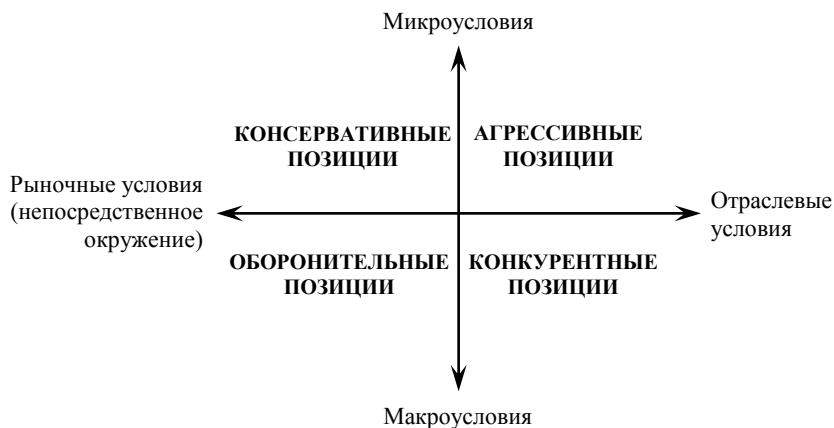 Микроусловия
КОНСЕРВАТИВНЫЕ
ПОЗИЦИИ
АГРЕССИВНЫЕ
ПОЗИЦИИ
Рыночные условия
(непосредственное
окружение)
Отраслевые
условия
ОБОРОНИТЕЛЬНЫЕ
ПОЗИЦИИ
КОНКУРЕНТНЫЕ
ПОЗИЦИИ
Макроусловия